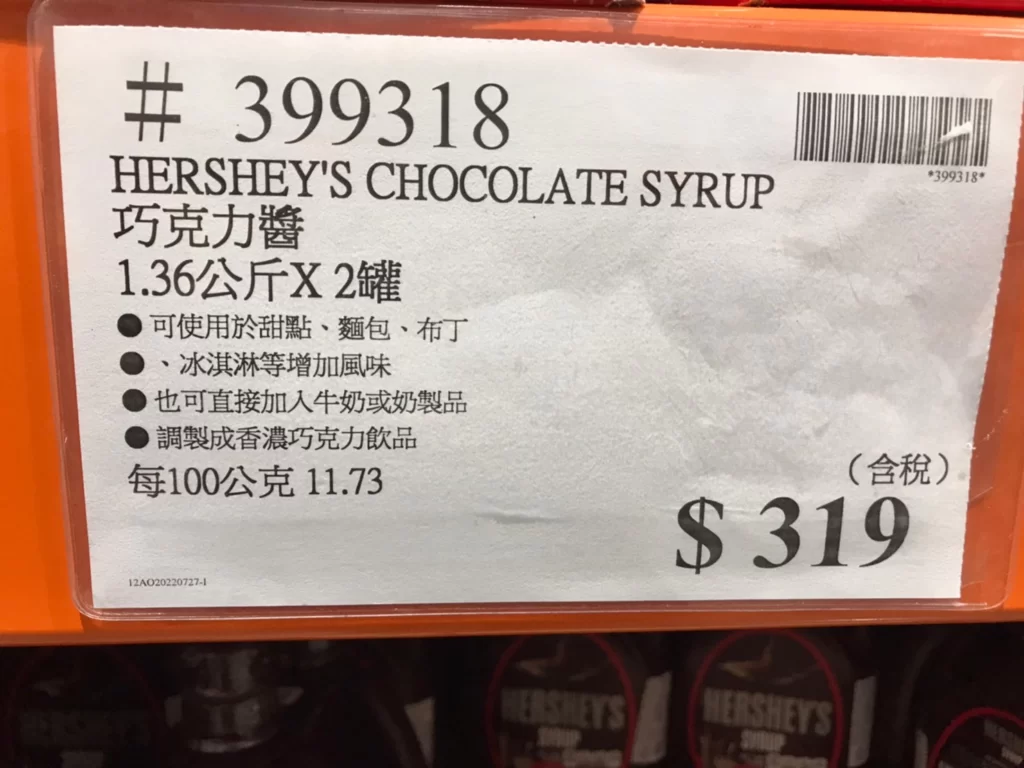 # 399318
*399318*
HERSHEY'S CHOCOLATE SYRUP
巧克力醬
1.36公斤X 2罐
● 可使用於甜點、麵包、布丁
● 、冰淇淋等增加風味
● 也可直接加入牛奶或奶製品
● 調製成香濃巧克力飲品
每100公克 11.73
(含稅)
$ 319
12AO20220727-1
HERSHEY'S
SYRUP
HERSHEY'S
SYRUP